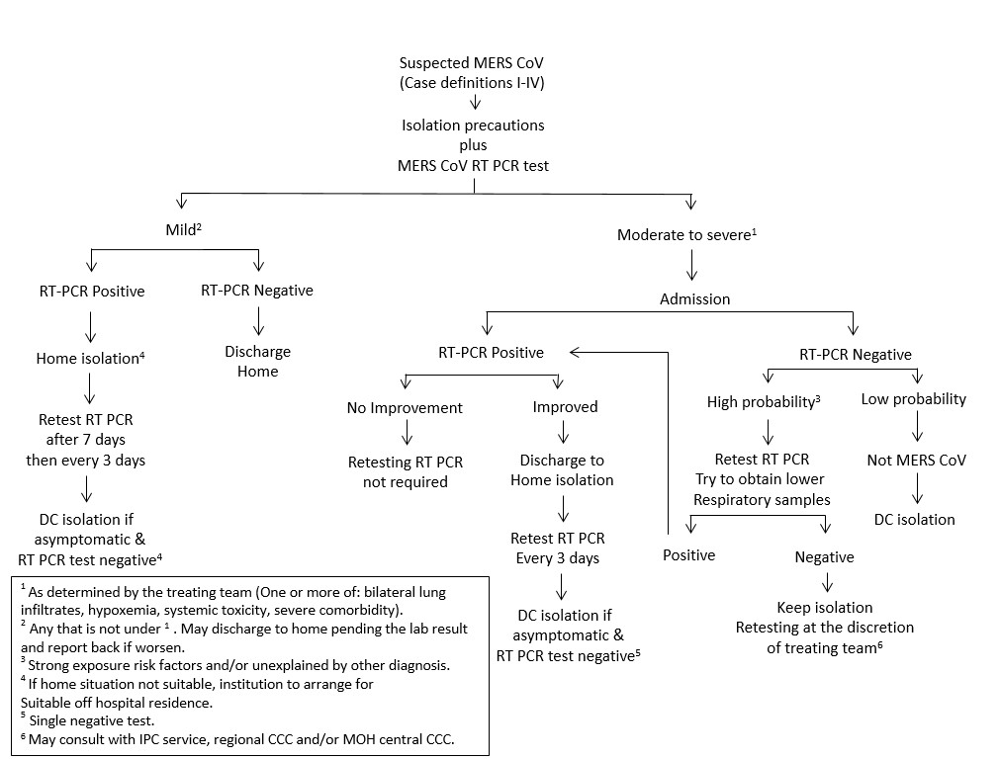 Suspected MERS CoV
(Case definitions I-IV)
Isolation precautions
plus
MERS CoV RT PCR test
Mild²
Moderate to severe¹
RT-PCR Positive
RT-PCR Negative
Home isolation⁴
Discharge
Home
Retest RT PCR
after 7 days
then every 3 days
DC isolation if
asymptomatic &
RT PCR test negative⁴
Admission
RT-PCR Positive
RT-PCR Negative
No Improvement
Improved
Retesting RT PCR
not required
Discharge to
Home isolation
Retest RT PCR
Every 3 days
DC isolation if
asymptomatic &
RT PCR test negative⁵
High probability³
Low probability
Retest RT PCR
Try to obtain lower
Respiratory samples
Not MERS CoV
DC isolation
Positive
Negative
Keep isolation
Retesting at the discretion
of treating team⁶
¹ As determined by the treating team (One or more of: bilateral lung
infiltrates, hypoxemia, systemic toxicity, severe comorbidity).
² Any that is not under ¹ . May discharge to home pending the lab result
and report back if worsen.
³ Strong exposure risk factors and/or unexplained by other diagnosis.
⁴ If home situation not suitable, institution to arrange for
Suitable off hospital residence.
⁵ Single negative test.
⁶ May consult with IPC service, regional CCC and/or MOH central CCC.